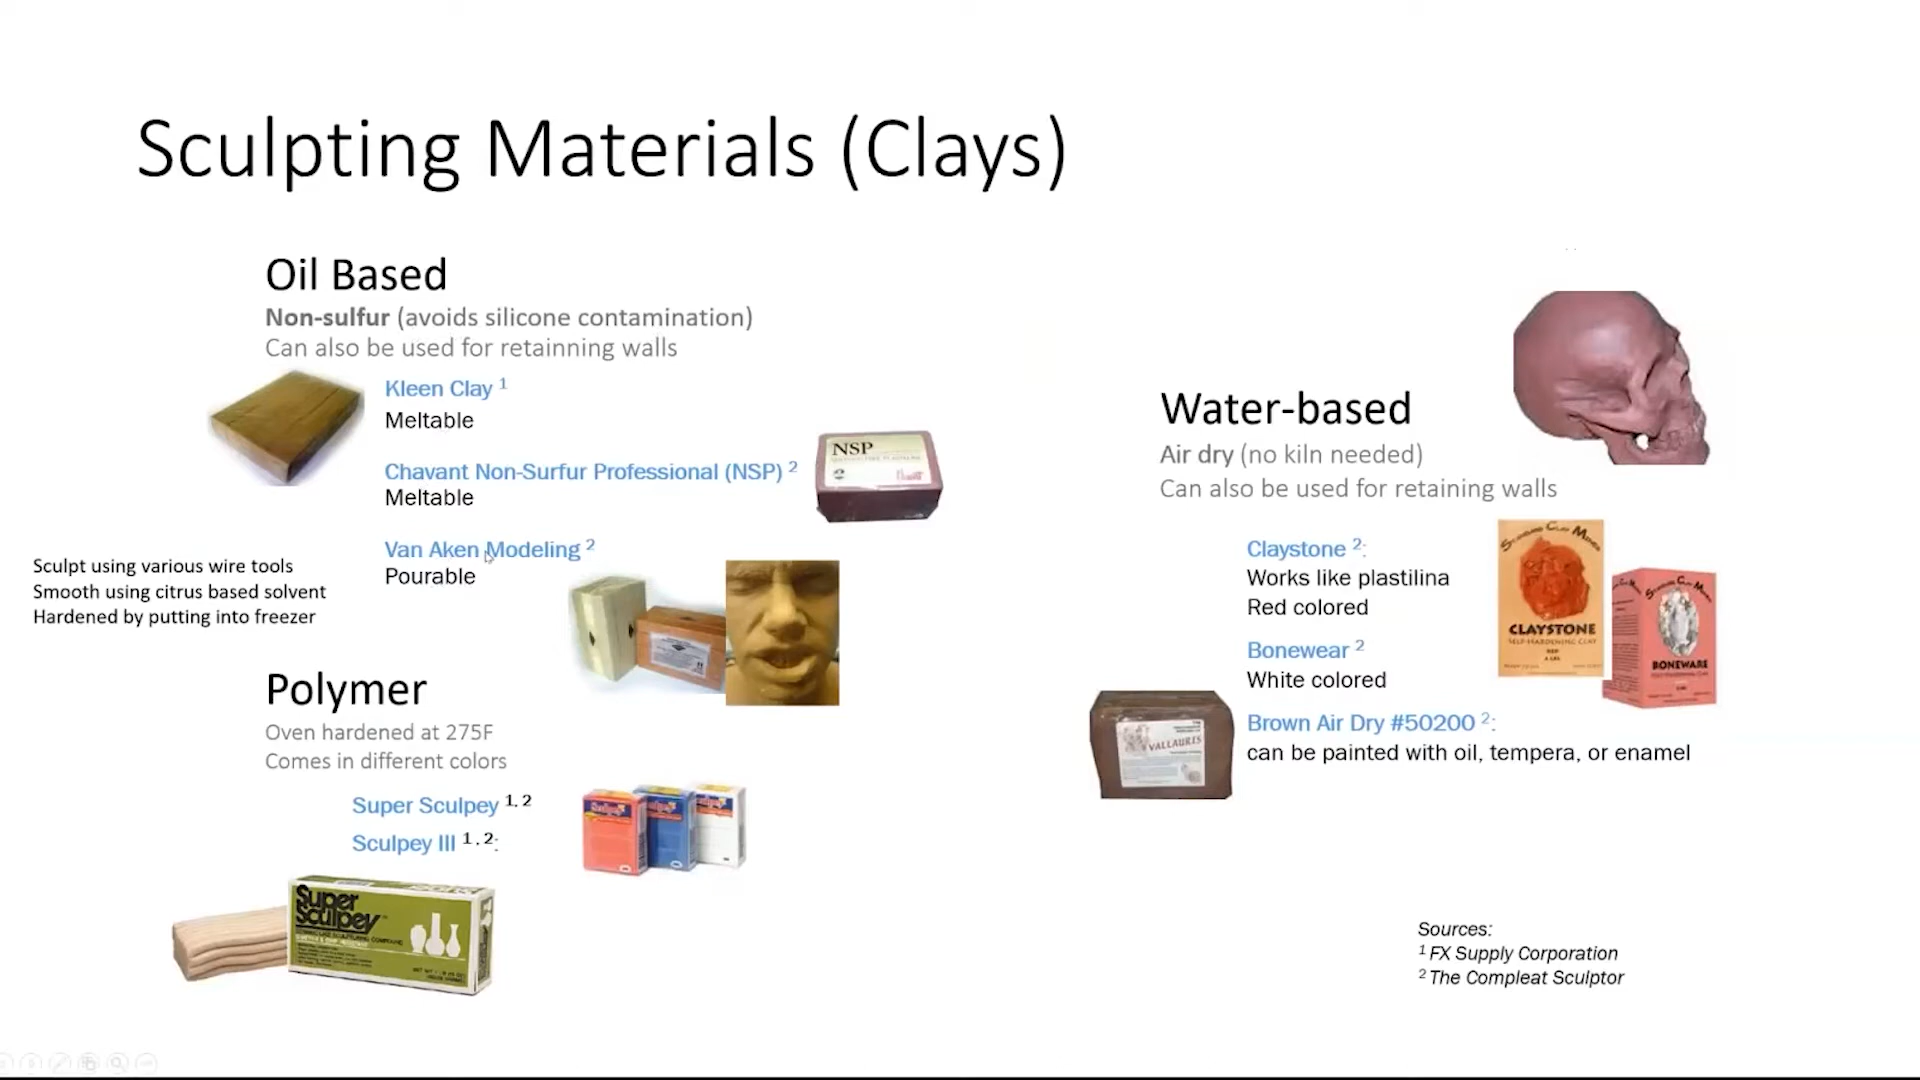 Sculpting Materials (Clays)
Oil Based
Non-sulfur (avoids silicone contamination)
Can also be used for retainning walls
Kleen Clay 1
Meltable
Chavant Non-Surfur Professional (NSP) 2
Meltable
NSP
Van Aken Modeling 2
Pourable
Sculpt using various wire tools
Smooth using citrus based solvent
Hardened by putting into freezer
Polymer
Oven hardened at 275F
Comes in different colors
Super Sculpey 1, 2
Sculpey III 1, 2:
Super
Sculpey
Water-based
Air dry (no kiln needed)
Can also be used for retaining walls
Claystone 2:
Works like plastilina
Red colored
Bonewear 2
White colored
Brown Air Dry #50200 2:
can be painted with oil, tempera, or enamel
STANDARD CLAY MINES
CLAYSTONE
SELF-HARDENING CLAY
BONEWARE
VALLAURIS
Sources:
1 FX Supply Corporation
2 The Compleat Sculptor